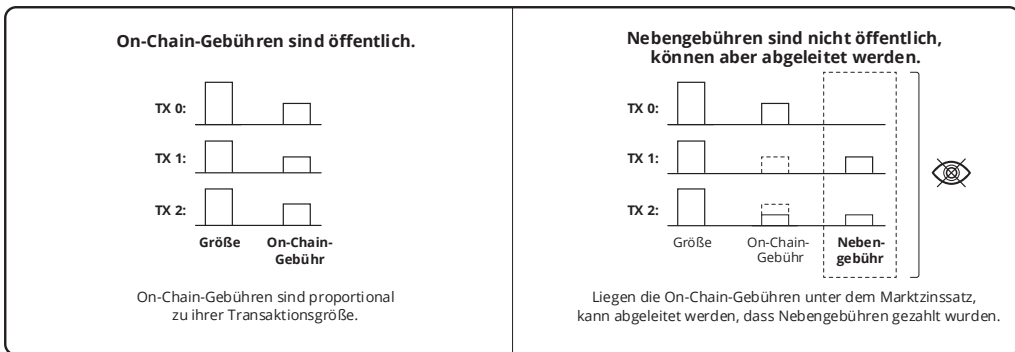 On-Chain-Gebühren sind öffentlich.
TX 0:
TX 1:
TX 2:
Größe
On-Chain-
Gebühr
On-Chain-Gebühren sind proportional
zu ihrer Transaktionsgröße.
Nebengebühren sind nicht öffentlich,
können aber abgeleitet werden.
TX 0:
TX 1:
TX 2:
Größe
On-Chain-
Gebühr
Neben-
gebühr
Liegen die On-Chain-Gebühren unter dem Marktzinssatz,
kann abgeleitet werden, dass Nebengebühren gezahlt wurden.